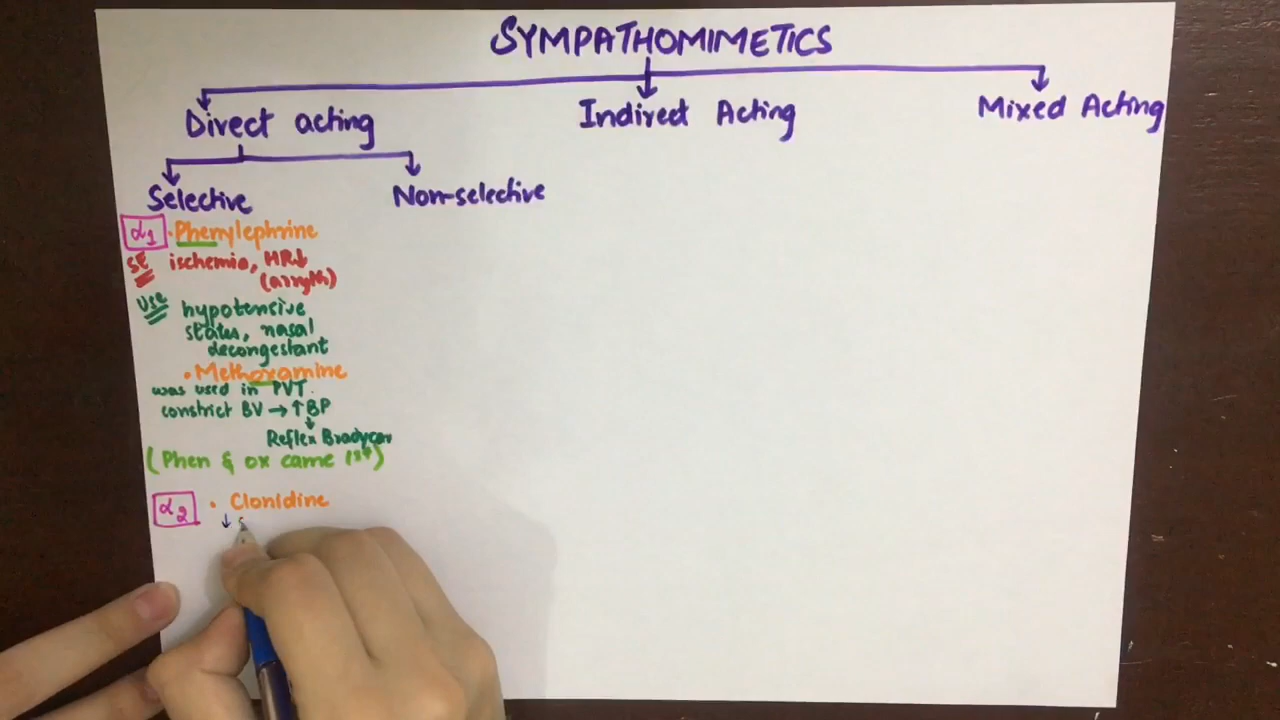 SYMPATHOMIMETICS
Direct acting
Indirect Acting
Mixed Acting
Selective
Non-selective
α1 · Phenylephrine
SE ischemia, HR↓
(arryth)
Use hypotensive
states, nasal
decongestant
· Methoxamine
was used in PVT.
constrict BV → ↑BP
↓
Reflex Bradycar
(Phen & ox came 1st)
α2 · Clonidine
↓ S